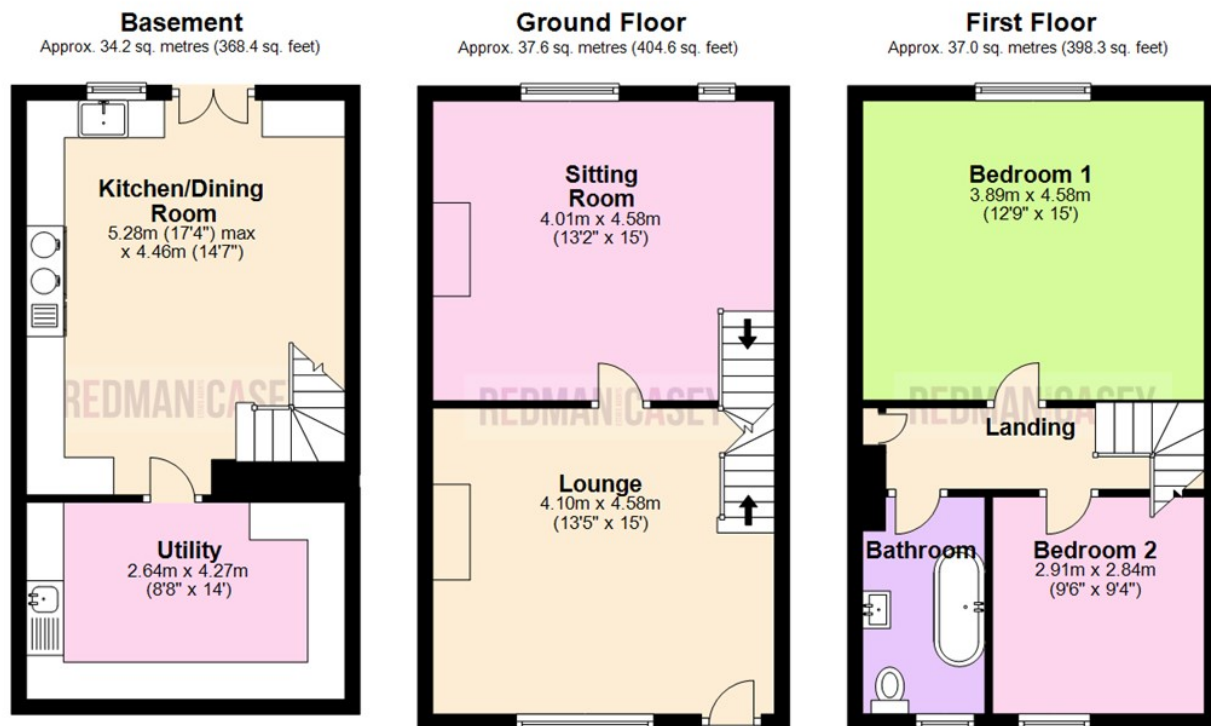 Basement
Approx. 34.2 sq. metres (368.4 sq. feet)
Kitchen/Dining
Room
5.28m (17'4") max
x 4.46m (14'7")
REDMAN CASEY
Utility
2.64m x 4.27m
(8'8" x 14')
Ground Floor
Approx. 37.6 sq. metres (404.6 sq. feet)
Sitting
Room
4.01m x 4.58m
(13'2" x 15')
REDMAN CASEY
Lounge
4.10m x 4.58m
(13'5" x 15')
First Floor
Approx. 37.0 sq. metres (398.3 sq. feet)
Bedroom 1
3.89m x 4.58m
(12'9" x 15')
REDMAN CASEY
Landing
Bathroom
Bedroom 2
2.91m x 2.84m
(9'6" x 9'4")